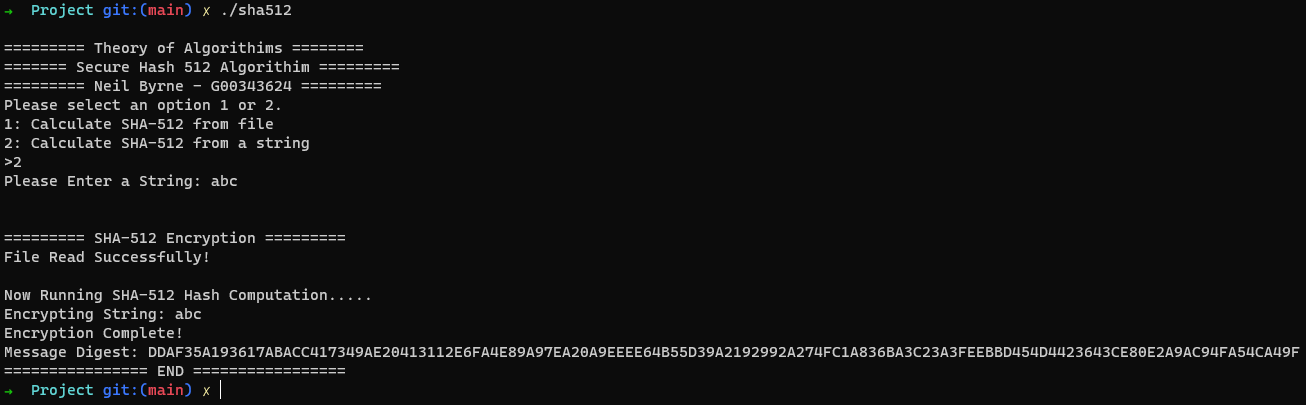 → Project git:(main) ✗ ./sha512
========= Theory of Algorithims ========
======= Secure Hash 512 Algorithim =========
========= Neil Byrne - G00343624 =========
Please select an option 1 or 2.
1: Calculate SHA-512 from file
2: Calculate SHA-512 from a string
>2
Please Enter a String: abc
========= SHA-512 Encryption =========
File Read Successfully!
Now Running SHA-512 Hash Computation.....
Encrypting String: abc
Encryption Complete!
Message Digest: DDAF35A193617ABACC417349AE20413112E6FA4E89A97EA20A9EEEE64B55D39A2192992A274FC1A836BA3C23A3FEEBBD454D4423643CE80E2A9AC94FA54CA49F
================ END =================
→ Project git:(main) ✗